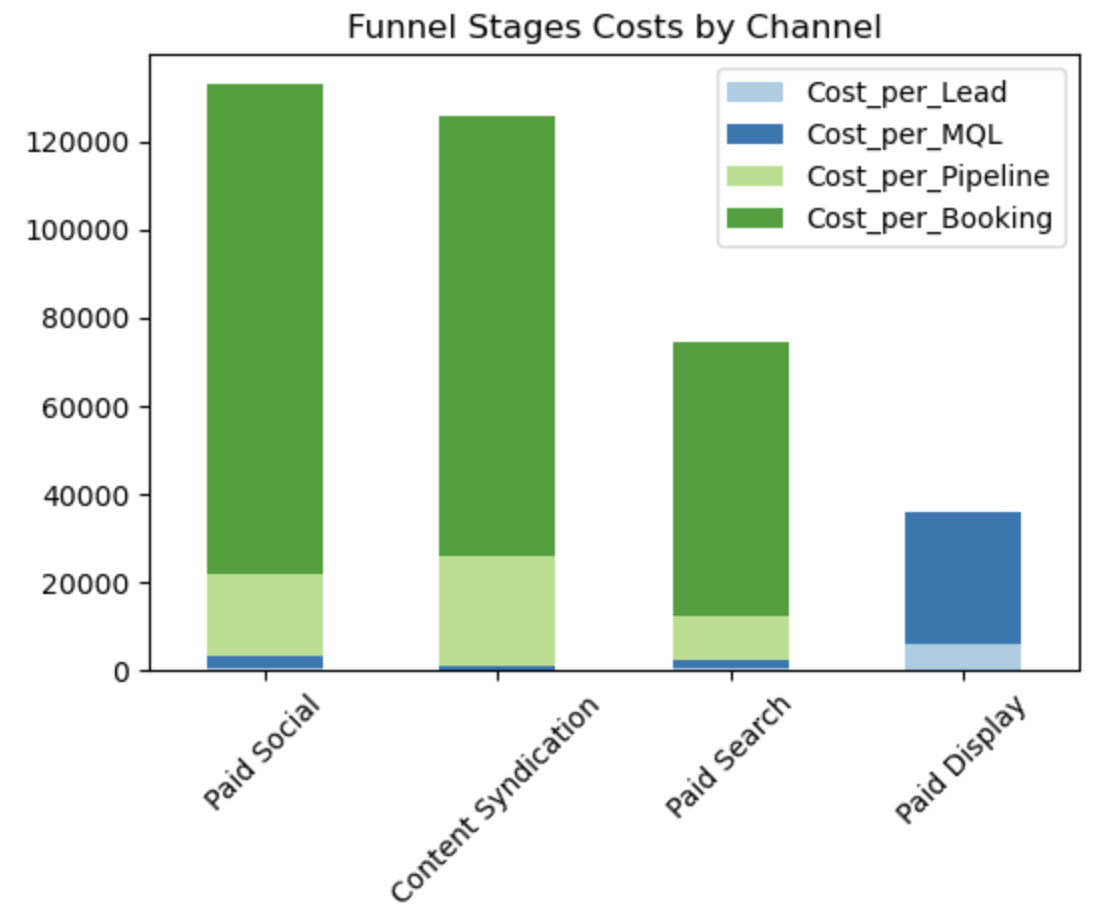 Funnel Stages Costs by Channel
Cost_per_Lead
Cost_per_MQL
Cost_per_Pipeline
Cost_per_Booking
120000
100000
80000
60000
40000
20000
0
Paid Social
Content Syndication
Paid Search
Paid Display